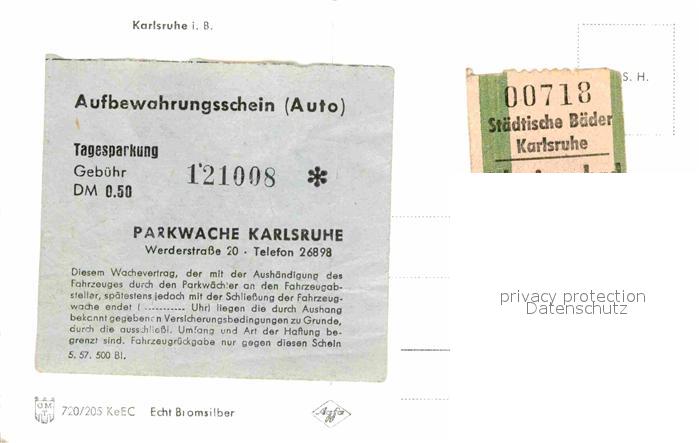 Karlsruhe i. B.
Aufbewahrungsschein (Auto)
Tagesparkung
Gebühr
DM 0.50
121008 *
PARKWACHE KARLSRUHE
Werderstraße 20 · Telefon 26898
Diesem Wachevertrag, der mit der Aushändigung des
Fahrzeuges durch den Parkwächter an den Fahrzeugab-
steller, spätestens jedoch mit der Schließung der Fahrzeug-
wache endet (........... Uhr) liegen die durch Aushang
bekannt gegebenen Versicherungsbedingungen zu Grunde,
durch die ausschließl. Umfang und Art der Haftung be-
grenzt sind. Fahrzeugrückgabe nur gegen diesen Schein
5. 57. 500 Bl.
00718
Städtische Bäder
Karlsruhe
S. H.
privacy protection
Datenschutz
720/205 KeEC Echt Bromsilber
Agfa